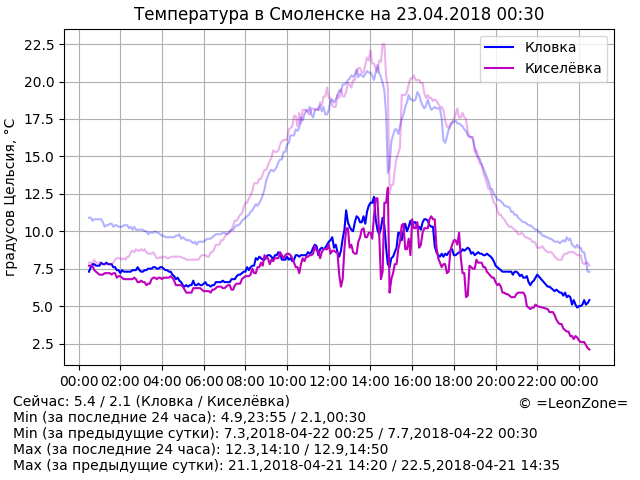 Температура в Смоленске на 23.04.2018 00:30
градусов Цельсия, °C
22.5
20.0
17.5
15.0
12.5
10.0
7.5
5.0
2.5
Кловка
Киселёвка
00:00 02:00 04:00 06:00 08:00 10:00 12:00 14:00 16:00 18:00 20:00 22:00 00:00
Сейчас: 5.4 / 2.1 (Кловка / Киселёвка)
© =LeonZone=
Min (за последние 24 часа): 4.9,23:55 / 2.1,00:30
Min (за предыдущие сутки): 7.3,2018-04-22 00:25 / 7.7,2018-04-22 00:30
Max (за последние 24 часа): 12.3,14:10 / 12.9,14:50
Max (за предыдущие сутки): 21.1,2018-04-21 14:20 / 22.5,2018-04-21 14:35